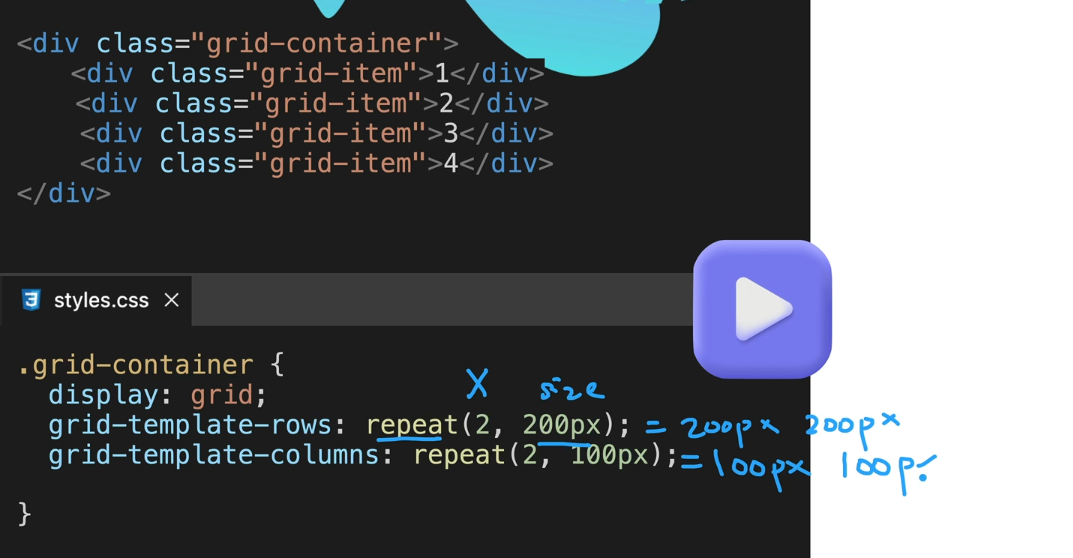 <div class="grid-container">
<div class="grid-item">1</div>
<div class="grid-item">2</div>
<div class="grid-item">3</div>
<div class="grid-item">4</div>
</div>
styles.css
.grid-container {
display: grid;
X size
grid-template-rows: repeat(2, 200px); = 200px 200px
grid-template-columns: repeat(2, 100px); = 100px 100p
}